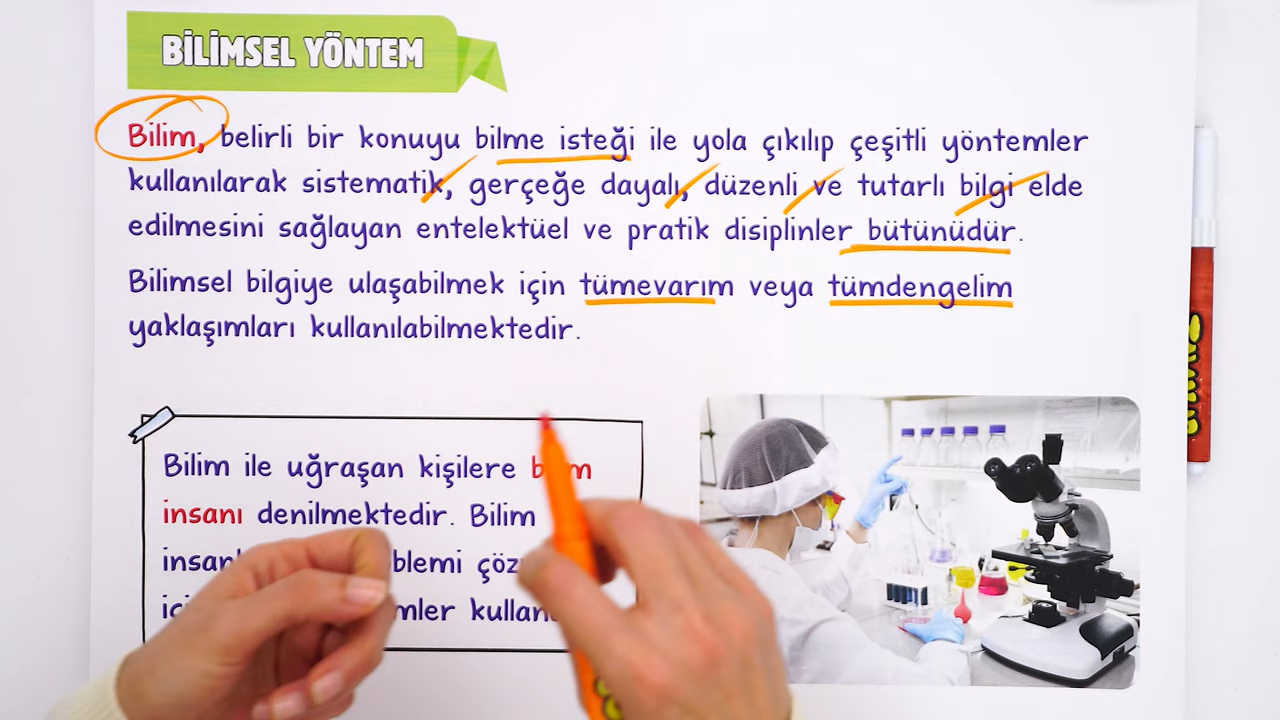 BİLİMSEL YÖNTEM
Bilim, belirli bir konuyu bilme isteği ile yola çıkılıp çeşitli yöntemler
kullanılarak sistematik, gerçeğe dayalı, düzenli ve tutarlı bilgi elde
edilmesini sağlayan entelektüel ve pratik disiplinler bütünüdür.
Bilimsel bilgiye ulaşabilmek için tümevarım veya tümdengelim
yaklaşımları kullanılabilmektedir.
Bilim ile uğraşan kişilere bilim
insanı denilmektedir. Bilim